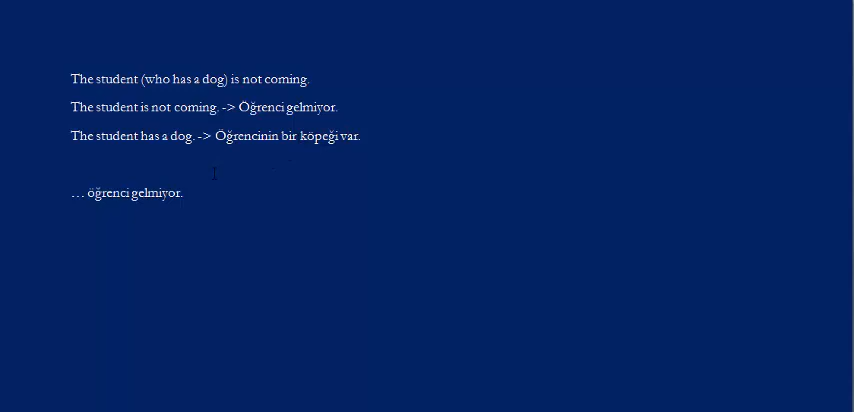 The student (who has a dog) is not coming.
The student is not coming. -> Öğrenci gelmiyor.
The student has a dog. -> Öğrencinin bir köpeği var.
… öğrenci gelmiyor.